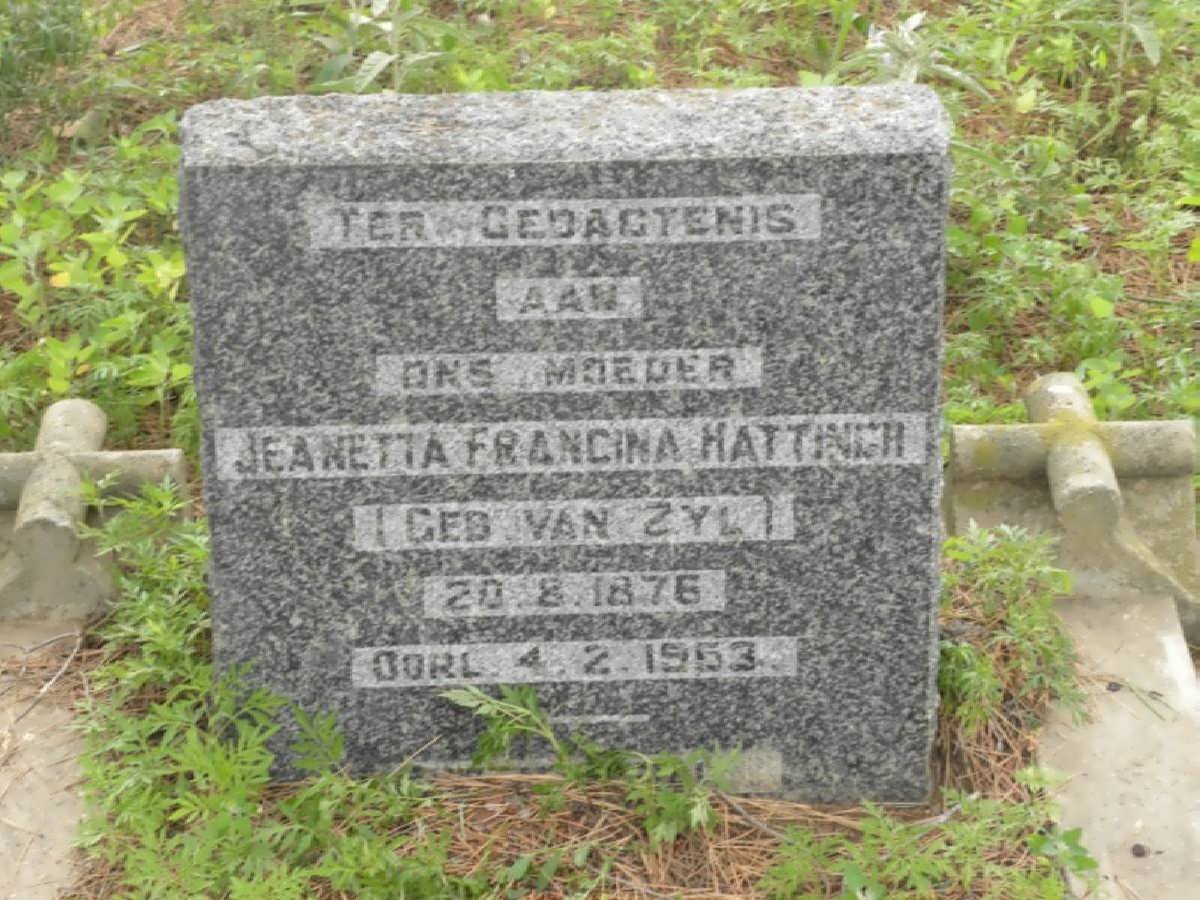 TER GEDAGTENIS
AAN
ONS MOEDER
JEANETTA FRANCINA HATTINGH
(GEB VAN ZYL)
20.8.1876
OORL 4.2.1953.